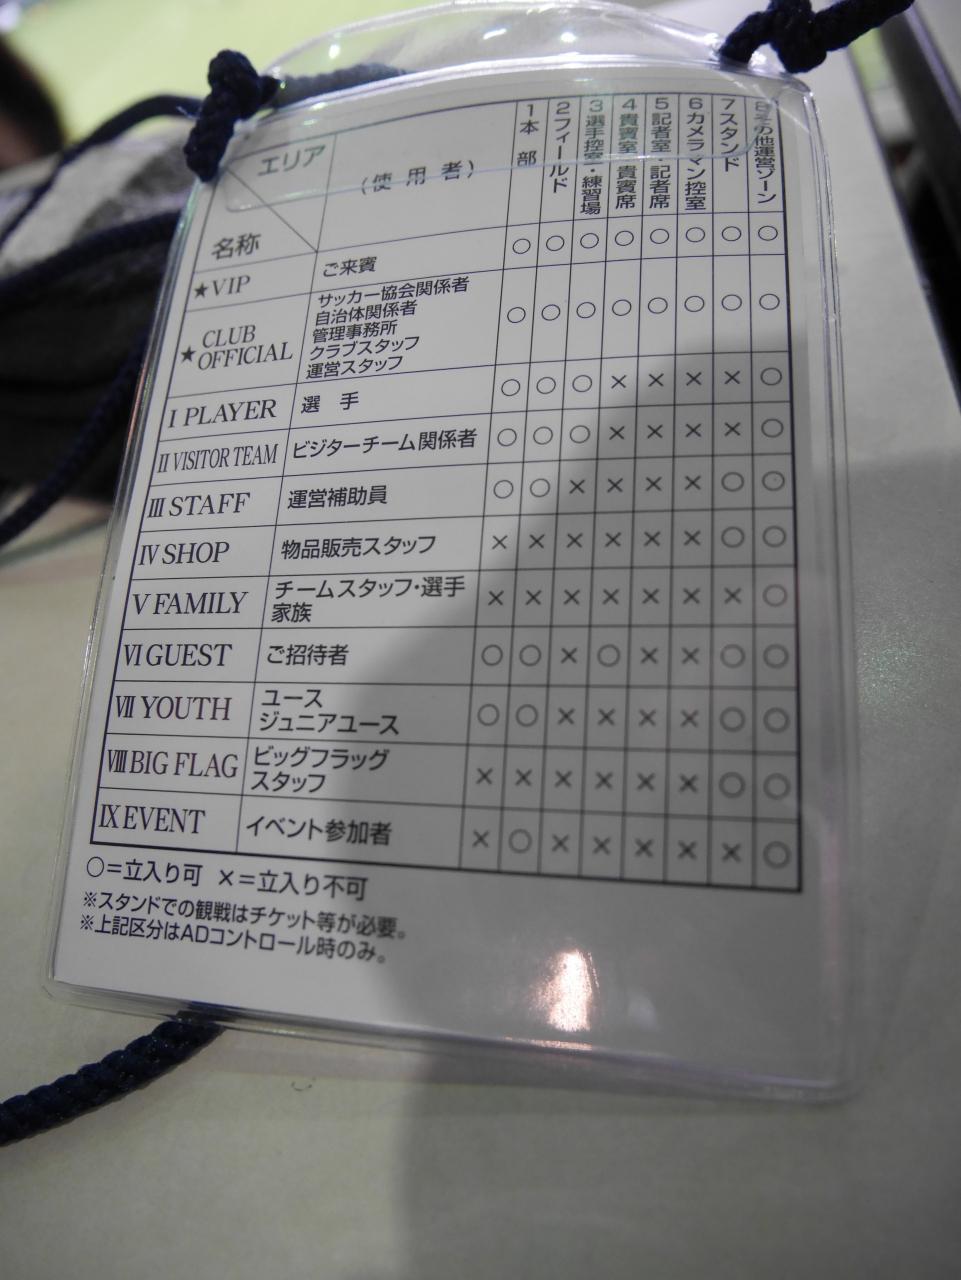 エリア
名称
（使用者）
1本部
2フィールド
3選手控室・練習場
4貴賓室・貴賓席
5記者室・記者席
6カメラマン控室
7スタンド
8その他運営ゾーン
★VIP ご来賓 ○ ○ ○ ○ ○ ○ ○ ○
★CLUB OFFICIAL
サッカー協会関係者
自治体関係者
管理事務所
クラブスタッフ
運営スタッフ
○ ○ ○ ○ ○ ○ ○ ○
Ⅰ PLAYER 選手 ○ ○ ○ × × × × ○
Ⅱ VISITOR TEAM ビジターチーム関係者 ○ ○ ○ × × × × ○
Ⅲ STAFF 運営補助員 ○ ○ × × × × ○ ○
Ⅳ SHOP 物品販売スタッフ × × × × × × ○ ○
Ⅴ FAMILY チームスタッフ・選手
家族 × × × × × × × ○
Ⅵ GUEST ご招待者 ○ ○ × ○ × × ○ ○
Ⅶ YOUTH ユース
ジュニアユース ○ ○ × × × × ○ ○
Ⅷ BIG FLAG ビッグフラッグ
スタッフ × × × × × × ○ ○
Ⅸ EVENT イベント参加者 × ○ × × × × × ○
○＝立入り可 ×＝立入り不可
※スタンドでの観戦はチケット等が必要。
※上記区分はADコントロール時のみ。